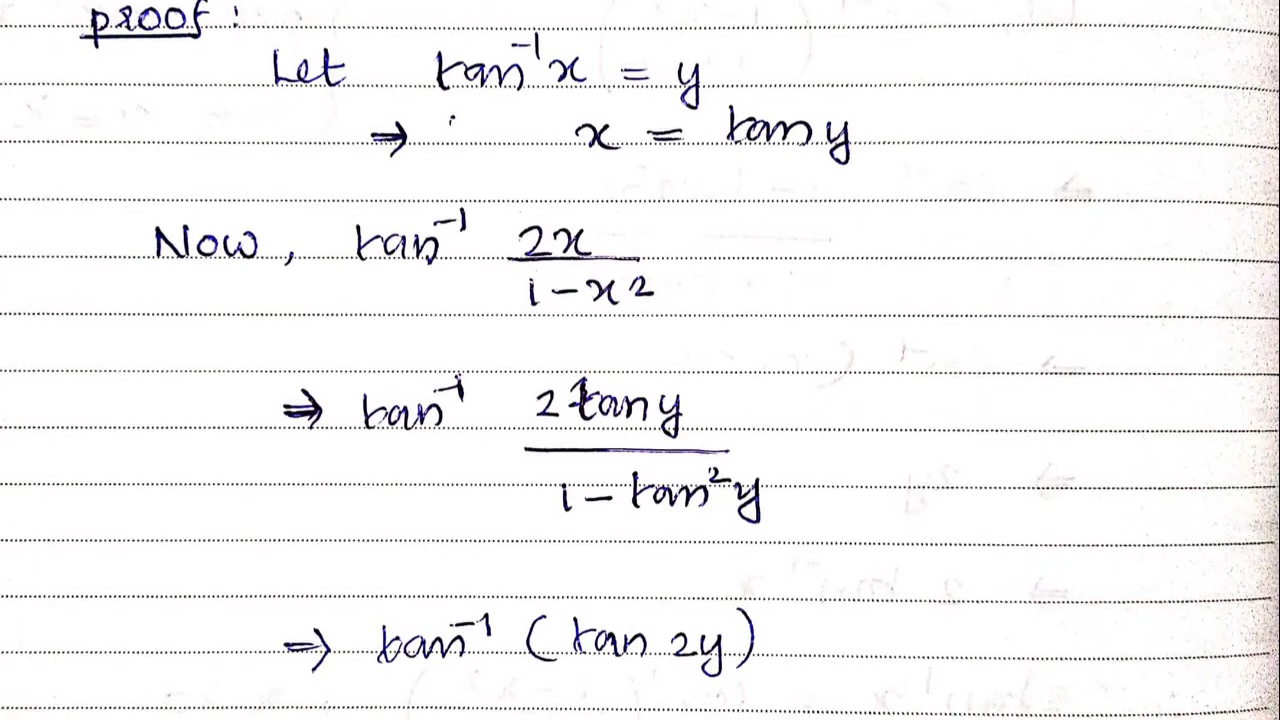 proof:
Let tan⁻¹x = y
⇒ x = tan y
Now, tan⁻¹ 2x
1-x2
⇒ tan⁻¹ 2tany
1 - tan²y
⇒ tan⁻¹ (tan 2y)